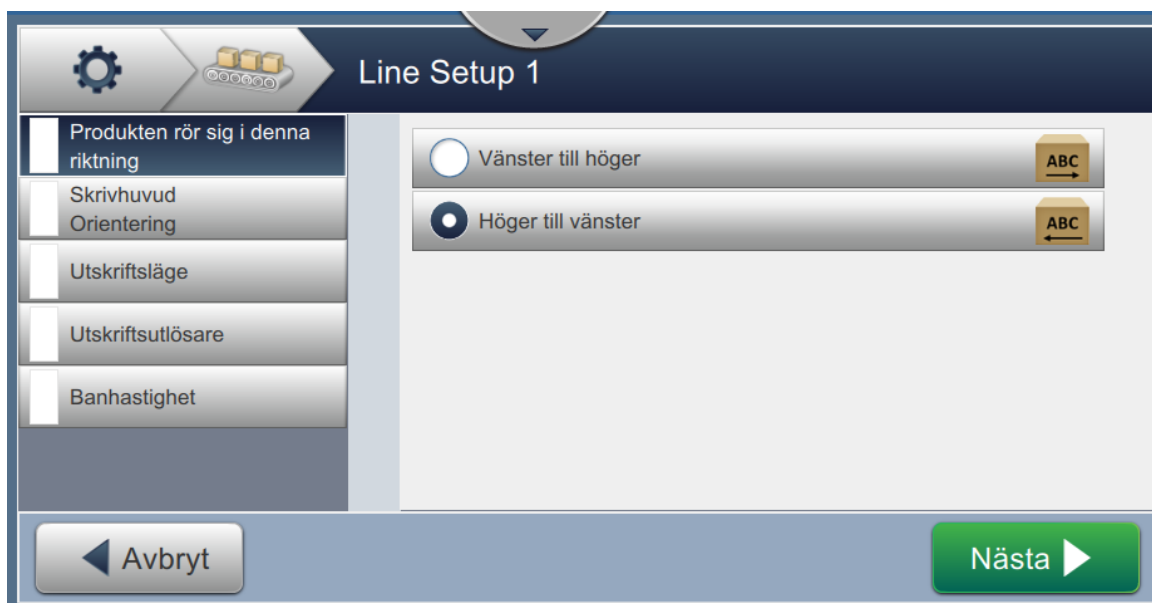 Line Setup 1
Produkten rör sig i denna
riktning
Skrivhuvud
Orientering
Utskriftsläge
Utskriftsutlösare
Banhastighet
Vänster till höger
ABC
Höger till vänster
ABC
Avbryt
Nästa